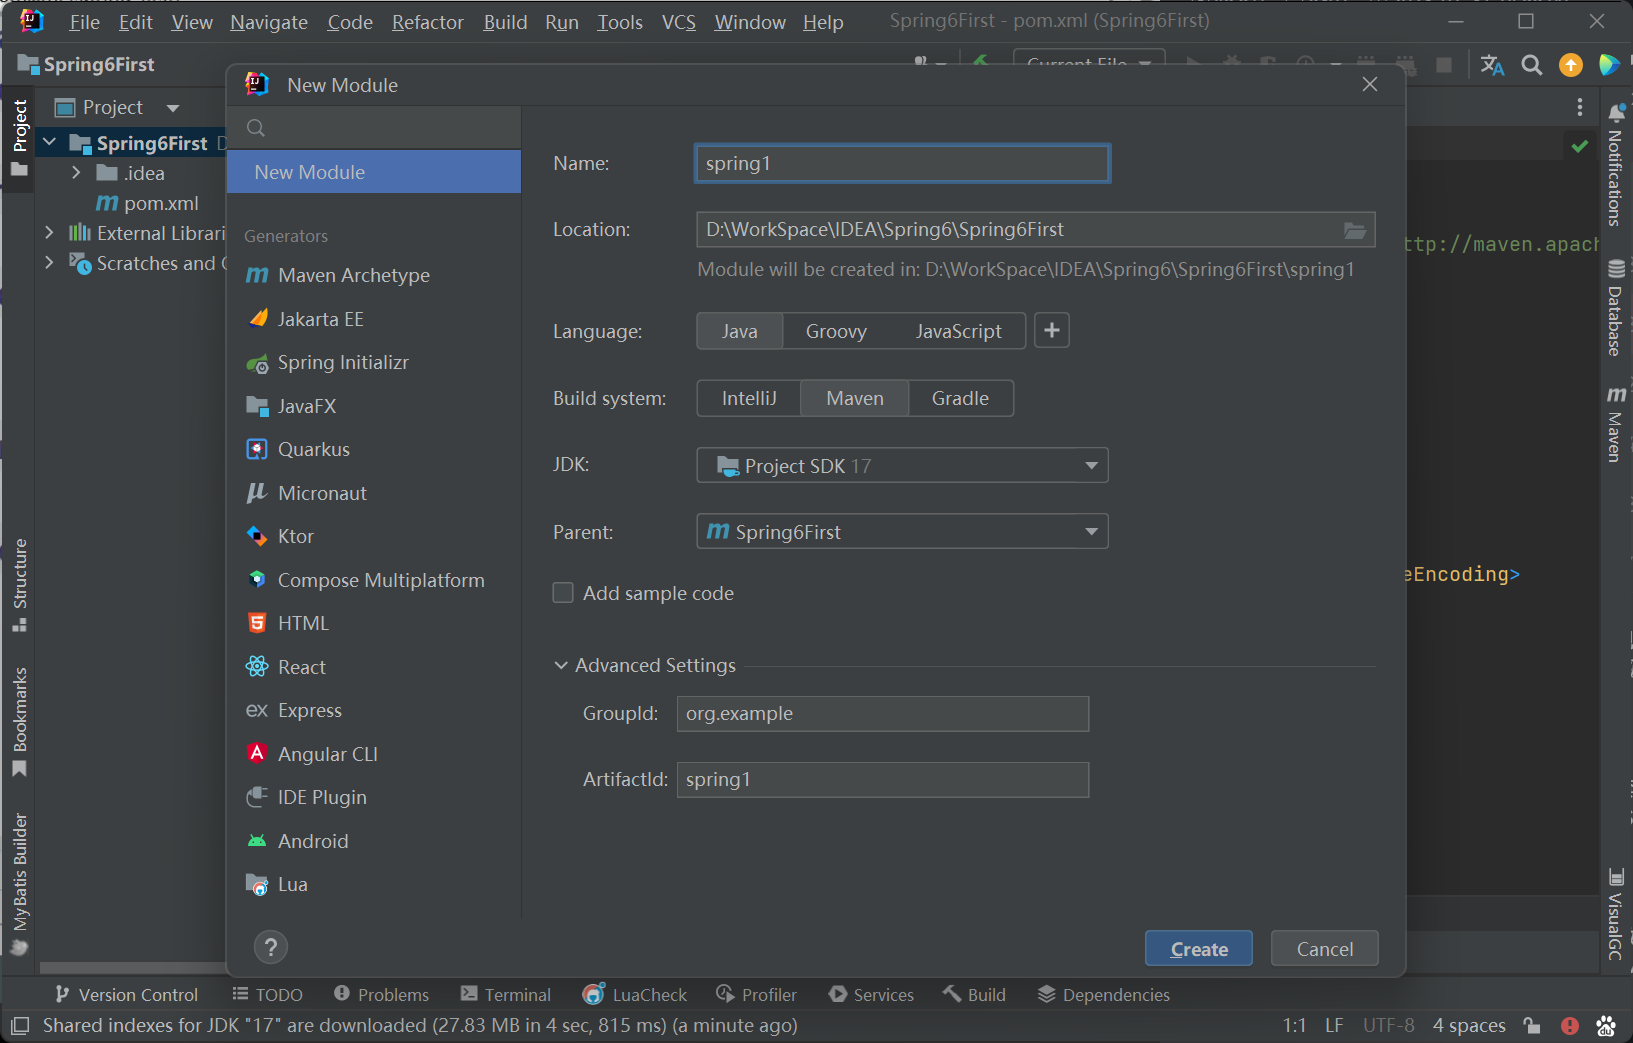 File Edit View Navigate Code Refactor Build Run Tools VCS Window Help Spring6First - pom.xml (Spring6First)
Spring6First
Current File
New Module
Project
Project
Spring6First
.idea
pom.xml
External Librari
Scratches and
New Module
Generators
Maven Archetype
Jakarta EE
Spring Initializr
JavaFX
Quarkus
Micronaut
Ktor
Compose Multiplatform
HTML
React
Express
Angular CLI
IDE Plugin
Android
Lua
Name: spring1
Location: D:\WorkSpace\IDEA\Spring6\Spring6First
Module will be created in: D:\WorkSpace\IDEA\Spring6\Spring6First\spring1
Language: Java Groovy JavaScript +
Build system: IntelliJ Maven Gradle
JDK: Project SDK 17
Parent: Spring6First
Add sample code
Advanced Settings
GroupId: org.example
ArtifactId: spring1
? Create Cancel
ttp://maven.apach
eEncoding>
Structure
Bookmarks
MyBatis Builder
Notifications
Database
Maven
VisualGC
Version Control TODO Problems Terminal LuaCheck Profiler Services Build Dependencies
Shared indexes for JDK "17" are downloaded (27.83 MB in 4 sec, 815 ms) (a minute ago) 1:1 LF UTF-8 4 spaces